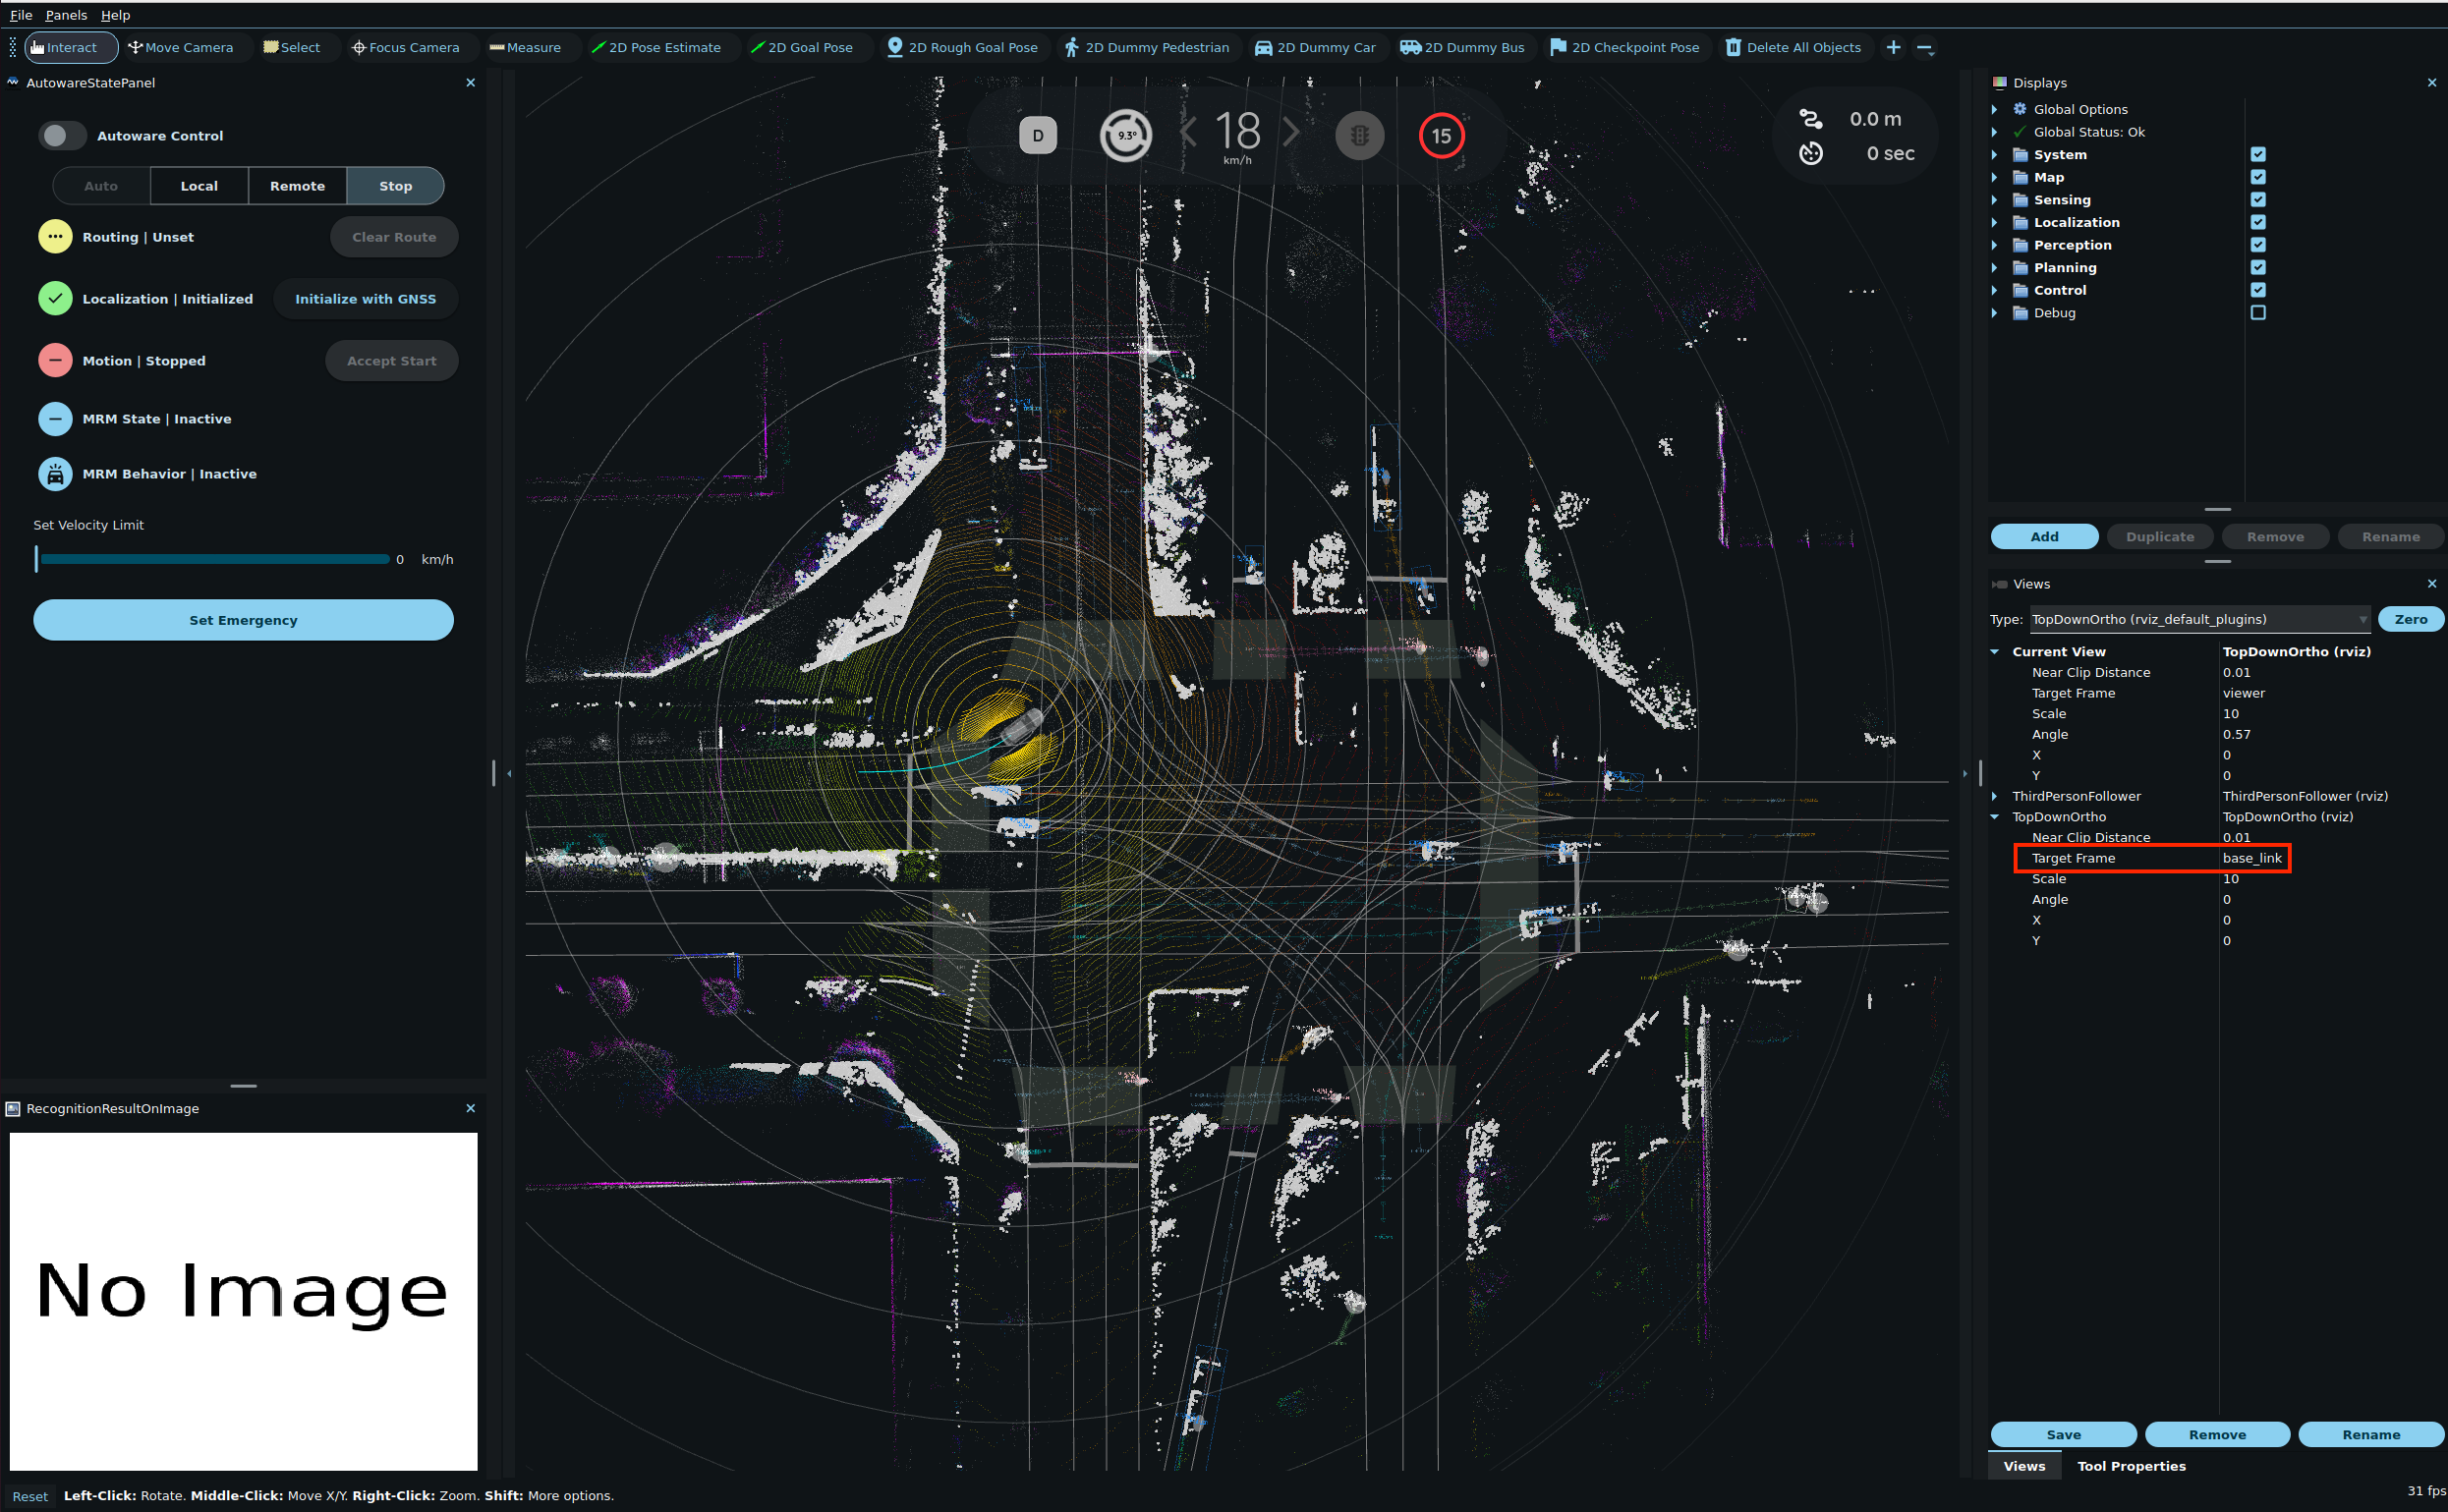 File Panels Help
Interact Move Camera Select Focus Camera Measure 2D Pose Estimate 2D Goal Pose 2D Rough Goal Pose 2D Dummy Pedestrian 2D Dummy Car 2D Dummy Bus 2D Checkpoint Pose Delete All Objects
AutowareStatePanel
Autoware Control
Auto Local Remote Stop
Routing | Unset Clear Route
Localization | Initialized Initialize with GNSS
Motion | Stopped Accept Start
MRM State | Inactive
MRM Behavior | Inactive
Set Velocity Limit
0 km/h
Set Emergency
RecognitionResultOnImage
No Image
D 9.3° 18 15
km/h
0.0 m
0 sec
Displays
Global Options
Global Status: Ok
System
Map
Sensing
Localization
Perception
Planning
Control
Debug
Add Duplicate Remove Rename
Views
Type: TopDownOrtho (rviz_default_plugins) Zero
Current View TopDownOrtho (rviz)
Near Clip Distance 0.01
Target Frame viewer
Scale 10
Angle 0.57
X 0
Y 0
ThirdPersonFollower ThirdPersonFollower (rviz)
TopDownOrtho TopDownOrtho (rviz)
Near Clip Distance 0.01
Target Frame base_link
Scale 10
Angle 0
X 0
Y 0
Save Remove Rename
Views Tool Properties
Reset Left-Click: Rotate. Middle-Click: Move X/Y. Right-Click: Zoom. Shift: More options.
31 fps